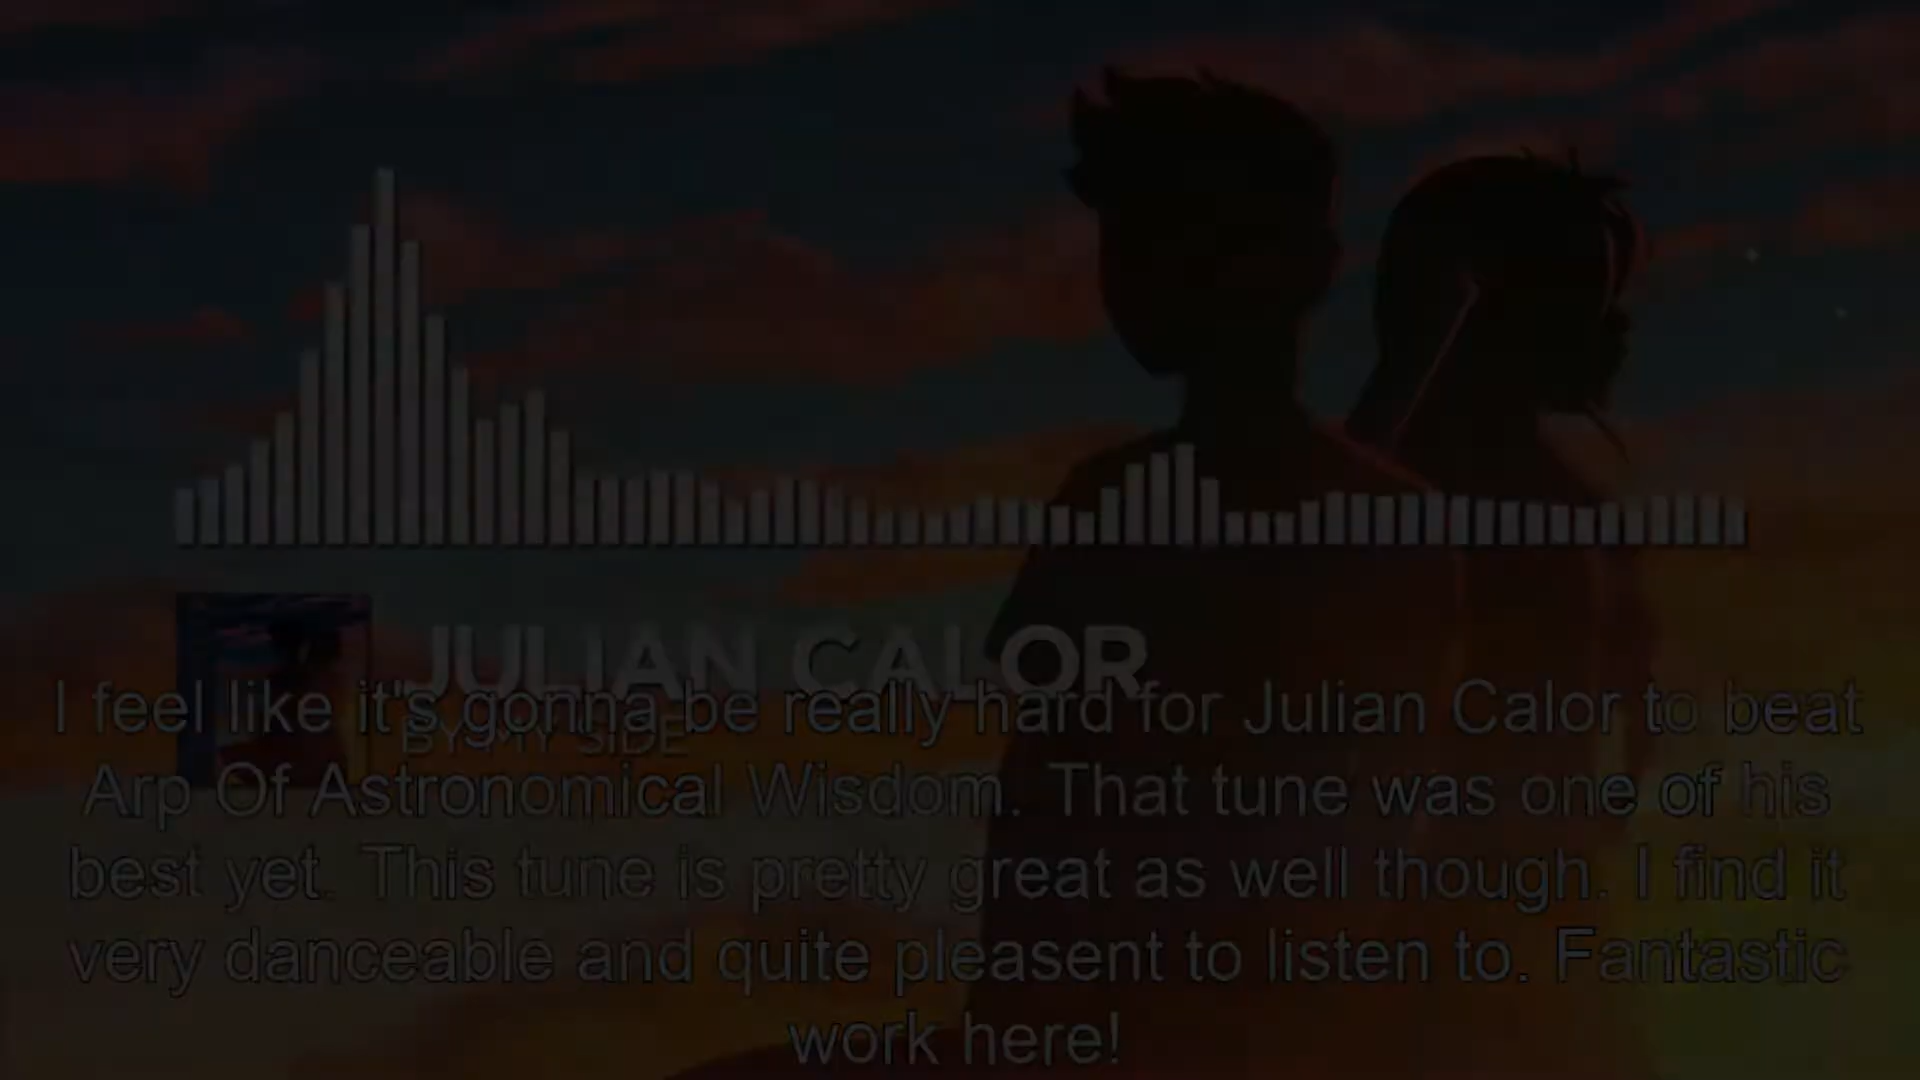 JULIAN CALOR
BY MY SIDE
I feel like it's gonna be really hard for Julian Calor to beat
Arp Of Astronomical Wisdom. That tune was one of his
best yet. This tune is pretty great as well though. I find it
very danceable and quite pleasent to listen to. Fantastic
work here!